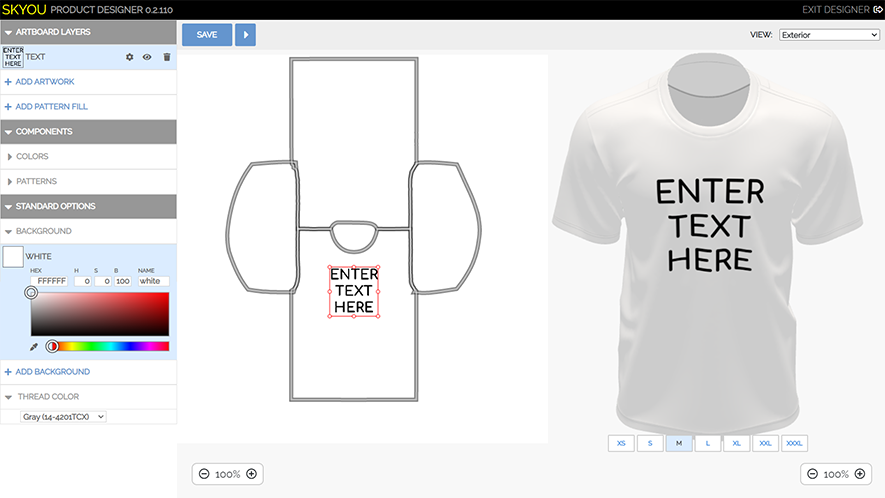 SKYOU PRODUCT DESIGNER 0.2.110
EXIT DESIGNER
ARTBOARD LAYERS
SAVE
VIEW:
Exterior
ENTER
TEXT
HERE
TEXT
+ ADD ARTWORK
+ ADD PATTERN FILL
COMPONENTS
COLORS
PATTERNS
STANDARD OPTIONS
BACKGROUND
WHITE
HEX H S B NAME
FFFFFF 0 0 100 white
+ ADD BACKGROUND
THREAD COLOR
Gray (14-4201TCX)
ENTER
TEXT
HERE
100%
ENTER
TEXT
HERE
XS S M L XL XXL XXXL
100%